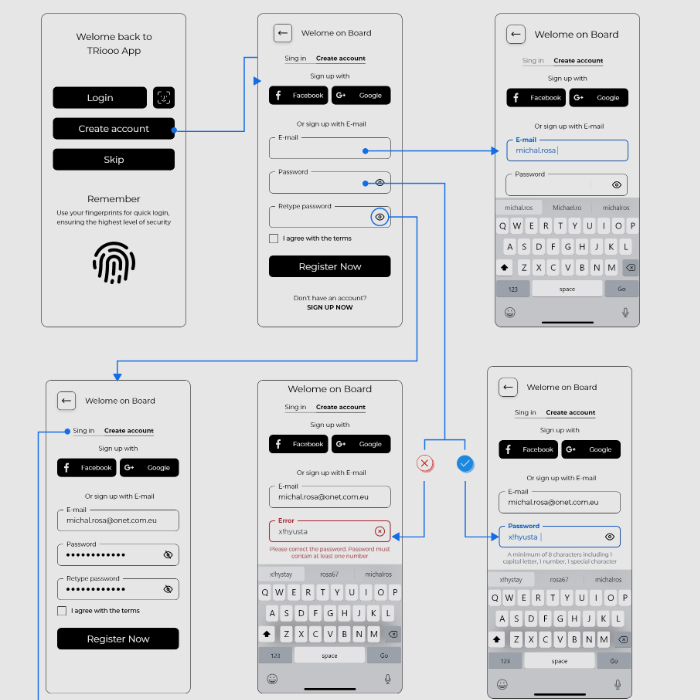 Welome back to
TRiooo App
Login
Create account
Skip
Remember
Use your fingerprints for quick login,
ensuring the highest level of security
Welome on Board
Sing in Create account
Sign up with
Facebook G+ Google
Or sign up with E-mail
E-mail
Password
Retype password
I agree with the terms
Register Now
Don't have an account?
SIGN UP NOW
Welome on Board
Sing in Create account
Sign up with
Facebook G+ Google
Or sign up with E-mail
E-mail
michal.rosa
Password
michal.ros Michael.ro michalros
Q W E R T Y U I O P
A S D F G H J K L
Z X C V B N M
123 space Go
Welome on Board
Sing in Create account
Sign up with
Facebook G+ Google
Or sign up with E-mail
E-mail
michal.rosa@onet.com.eu
Password
Retype password
I agree with the terms
Register Now
Welome on Board
Sing in Create account
Sign up with
Facebook G+ Google
Or sign up with E-mail
E-mail
michal.rosa@onet.com.eu
Error
x!hyusta
Please correct the password. Password must
contain at least one number
x!hystay rosa67 michalros
Q W E R T Y U I O P
A S D F G H J K L
Z X C V B N M
123 space Go
Welome on Board
Sing in Create account
Sign up with
Facebook G+ Google
Or sign up with E-mail
E-mail
michal.rosa@onet.com.eu
Password
x!hyusta
A minimum of 8 characters including 1
capital letter, 1 number, 1 special character
x!hystay rosa67 michalros
Q W E R T Y U I O P
A S D F G H J K L
Z X C V B N M
123 space Go